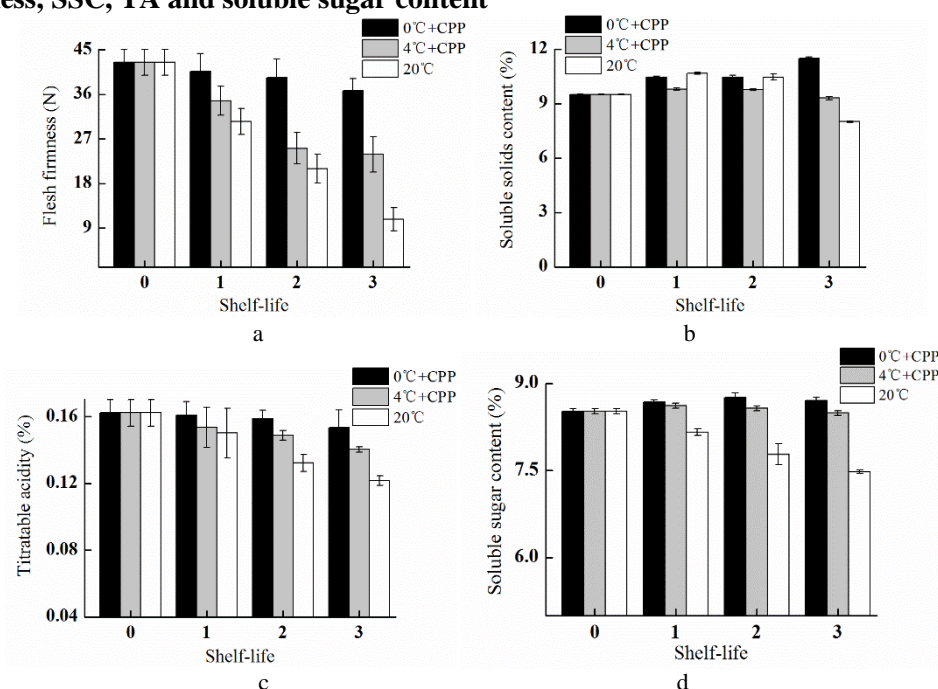 ess, SSC, TA and soluble sugar content
45
36
27
18
9
Flesh firmness (N)
0℃+CPP
4℃+CPP
20℃
0 1 2 3
Shelf-life
a
12
9
6
3
0
Soluble solids content (%)
0℃+CPP
4℃+CPP
20℃
0 1 2 3
Shelf-life
b
0.16
0.12
0.08
0.04
Titratable acidity (%)
0℃+CPP
4℃+CPP
20℃
0 1 2 3
Shelf-life
c
9.0
7.5
6.0
Soluble sugar content (%)
0℃+CPP
4℃+CPP
20℃
0 1 2 3
Shelf-life
d